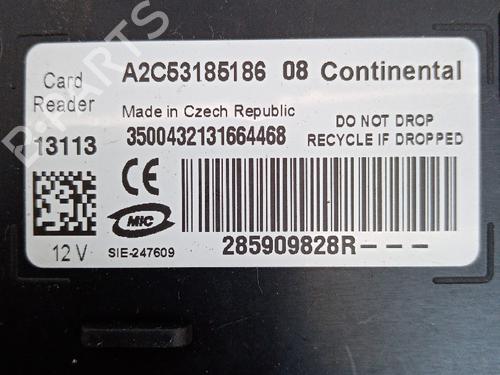 Card Reader
13113
A2C53185186 08 Continental
Made in Czech Republic
3500432131664468
DO NOT DROP
RECYCLE IF DROPPED
CE
MIC
12 V
SIE-247609
285909828R---
B-PARTS